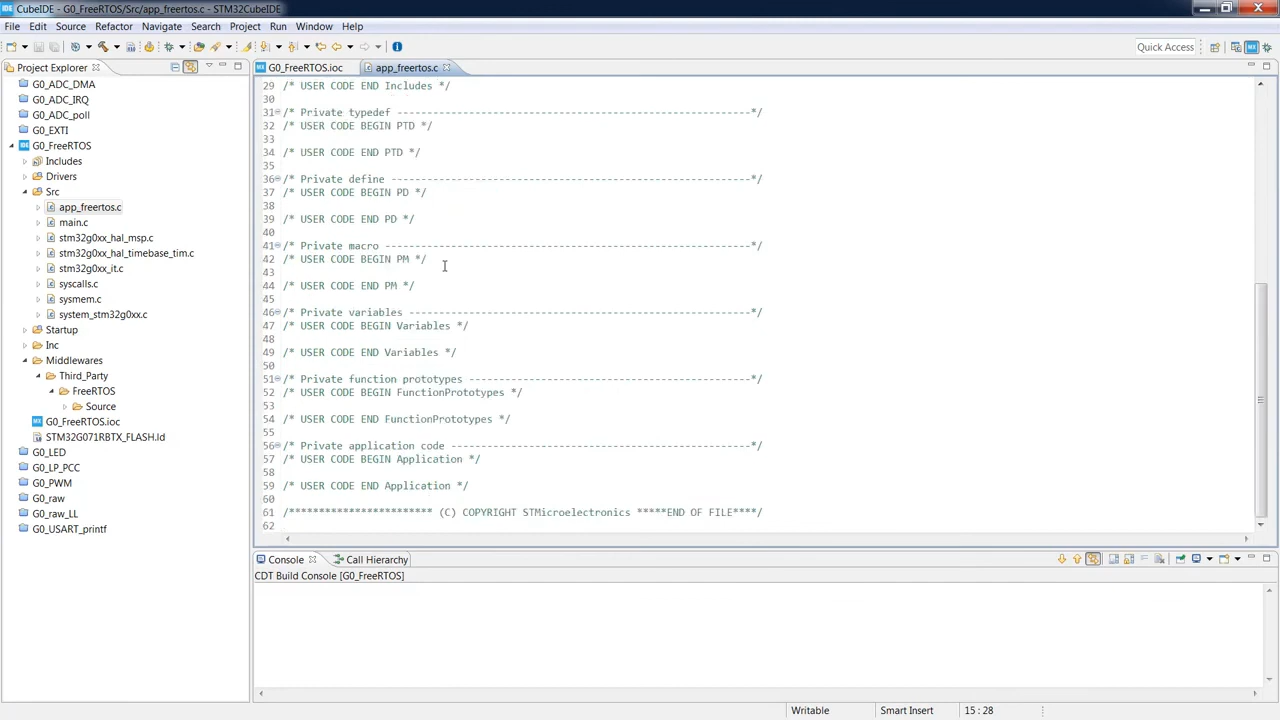 CubeIDE - G0_FreeRTOS/Src/app_freertos.c - STM32CubeIDE
File Edit Source Refactor Navigate Search Project Run Window Help
Quick Access
Project Explorer
G0_ADC_DMA
G0_ADC_IRQ
G0_ADC_poll
G0_EXTI
G0_FreeRTOS
Includes
Drivers
Src
app_freertos.c
main.c
stm32g0xx_hal_msp.c
stm32g0xx_hal_timebase_tim.c
stm32g0xx_it.c
syscalls.c
sysmem.c
system_stm32g0xx.c
Startup
Inc
Middlewares
Third_Party
FreeRTOS
Source
G0_FreeRTOS.ioc
STM32G071RBTX_FLASH.ld
G0_LED
G0_LP_PCC
G0_PWM
G0_raw
G0_raw_LL
G0_USART_printf
G0_FreeRTOS.ioc app_freertos.c
29 /* USER CODE END Includes */
30
31 /* Private typedef -----------------------------------------------------------*/
32 /* USER CODE BEGIN PTD */
33
34 /* USER CODE END PTD */
35
36 /* Private define ------------------------------------------------------------*/
37 /* USER CODE BEGIN PD */
38
39 /* USER CODE END PD */
40
41 /* Private macro -------------------------------------------------------------*/
42 /* USER CODE BEGIN PM */
43
44 /* USER CODE END PM */
45
46 /* Private variables ---------------------------------------------------------*/
47 /* USER CODE BEGIN Variables */
48
49 /* USER CODE END Variables */
50
51 /* Private function prototypes -----------------------------------------------*/
52 /* USER CODE BEGIN FunctionPrototypes */
53
54 /* USER CODE END FunctionPrototypes */
55
56 /* Private application code --------------------------------------------------*/
57 /* USER CODE BEGIN Application */
58
59 /* USER CODE END Application */
60
61 /************************ (C) COPYRIGHT STMicroelectronics *****END OF FILE****/
62
Console Call Hierarchy
CDT Build Console [G0_FreeRTOS]
Writable Smart Insert 15 : 28